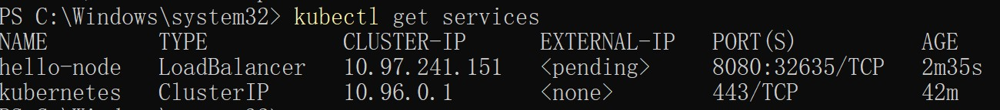 PS C:\Windows\system32> kubectl get services
NAME TYPE CLUSTER-IP EXTERNAL-IP PORT(S) AGE
hello-node LoadBalancer 10.97.241.151 <pending> 8080:32635/TCP 2m35s
kubernetes ClusterIP 10.96.0.1 <none> 443/TCP 42m